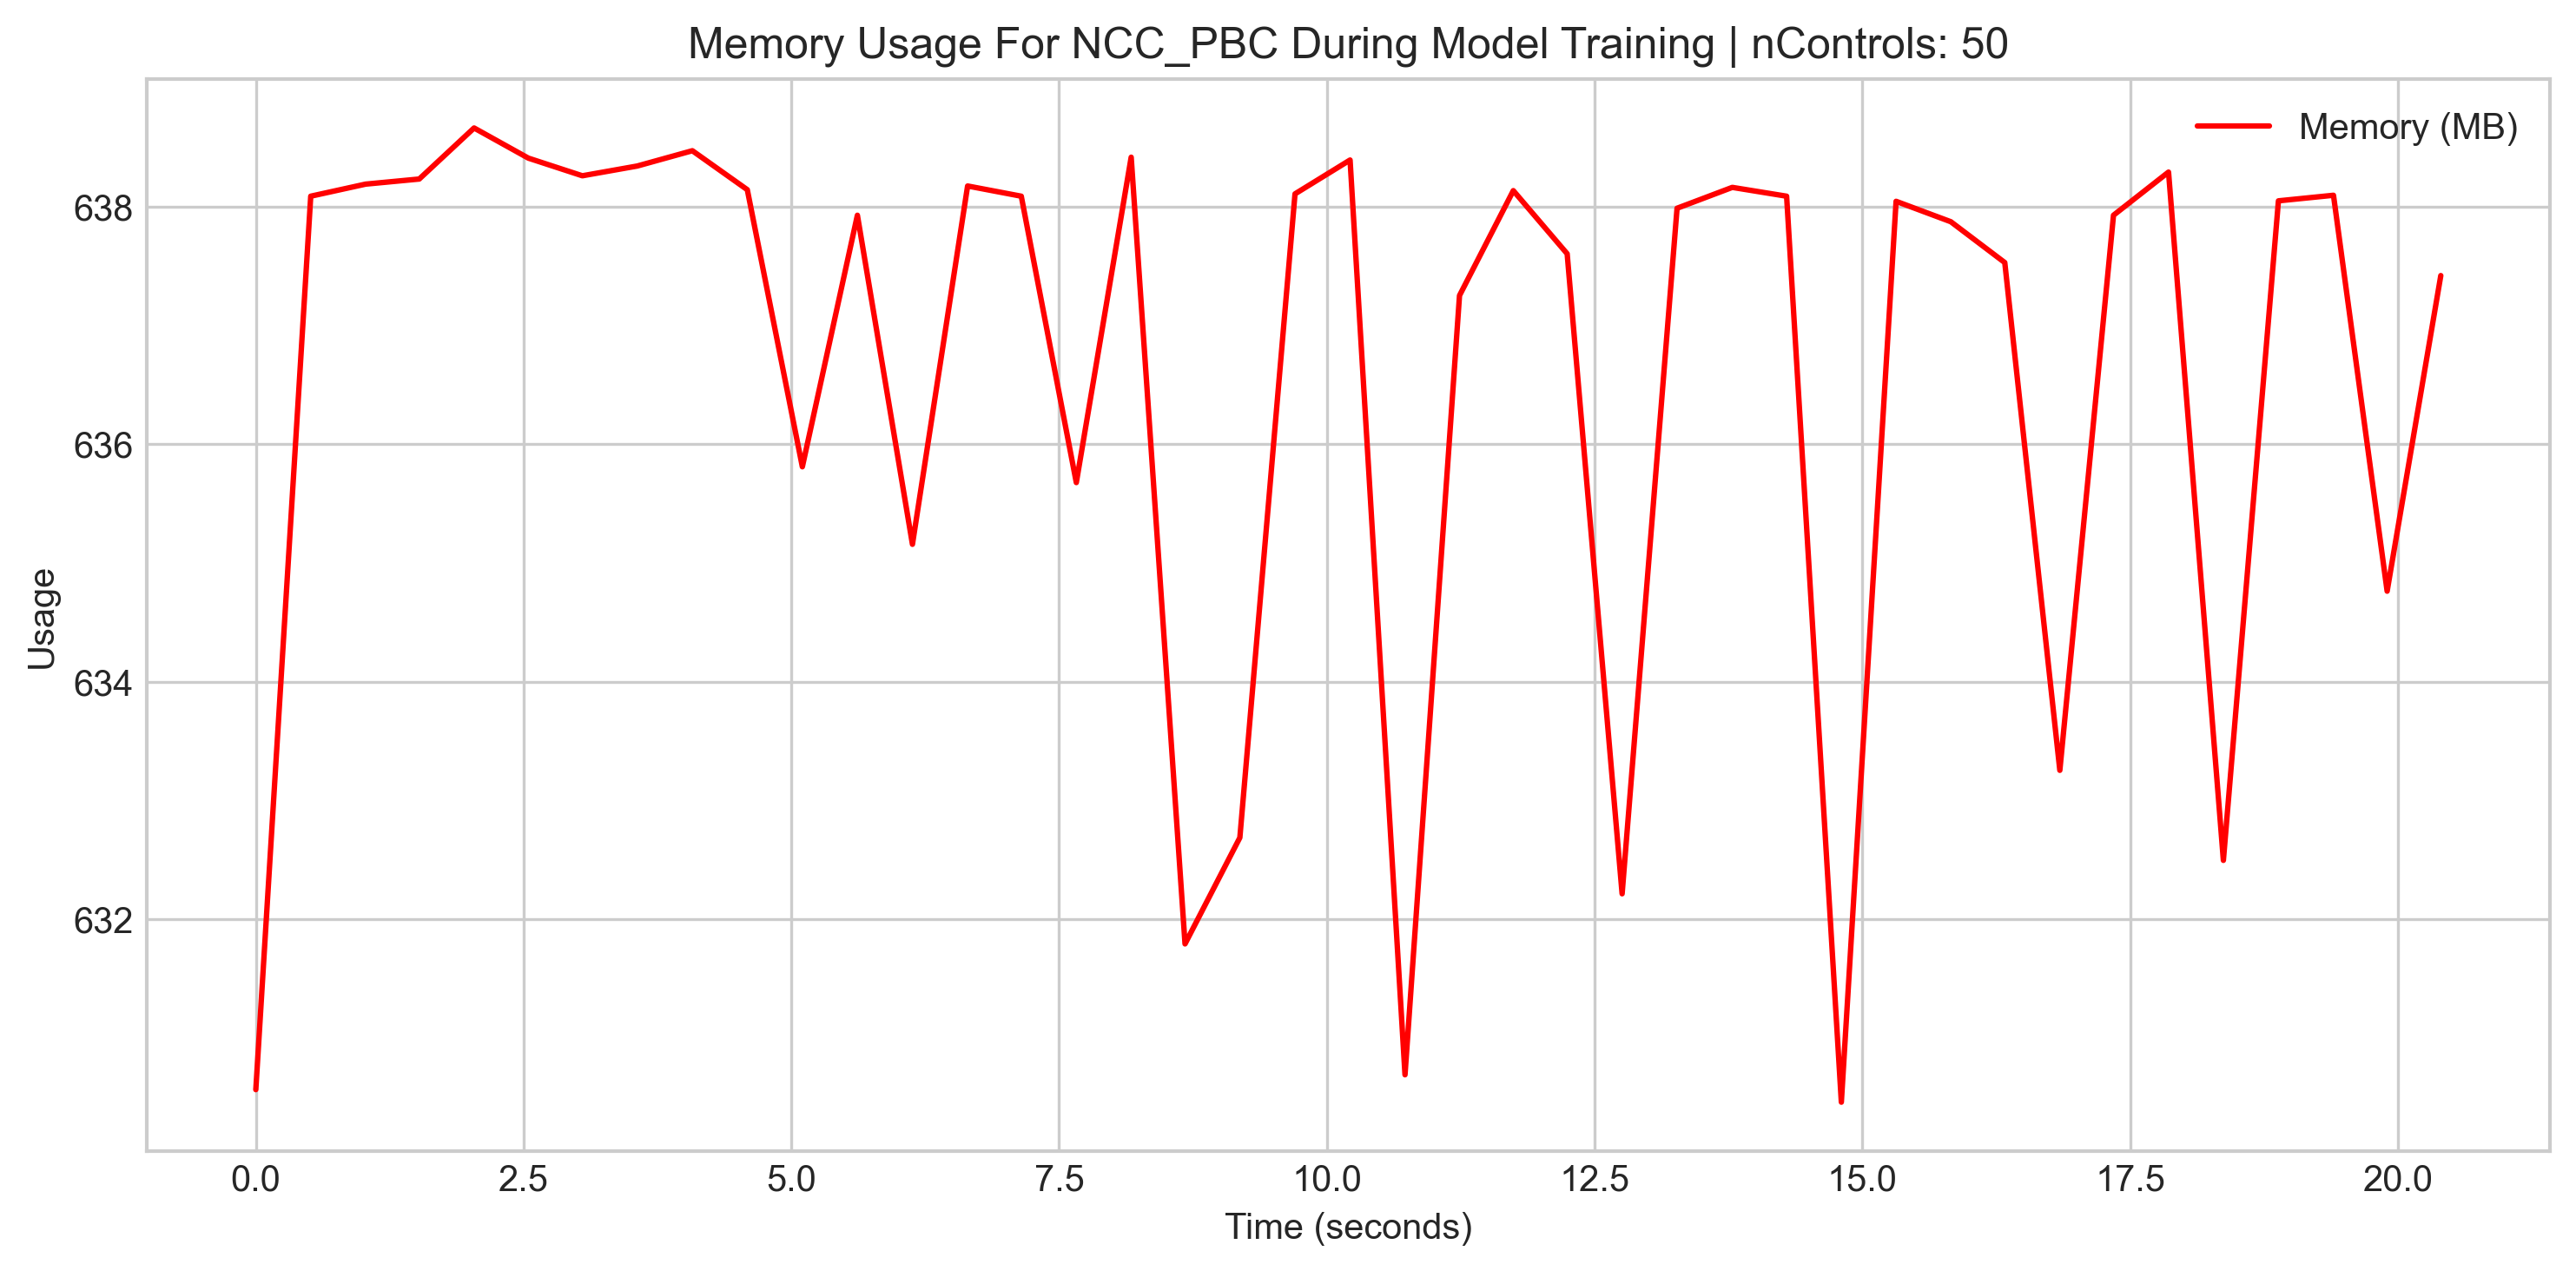 Memory Usage For NCC_PBC During Model Training | nControls: 50
Memory (MB)
638
636
634
632
Usage
0.0 2.5 5.0 7.5 10.0 12.5 15.0 17.5 20.0
Time (seconds)